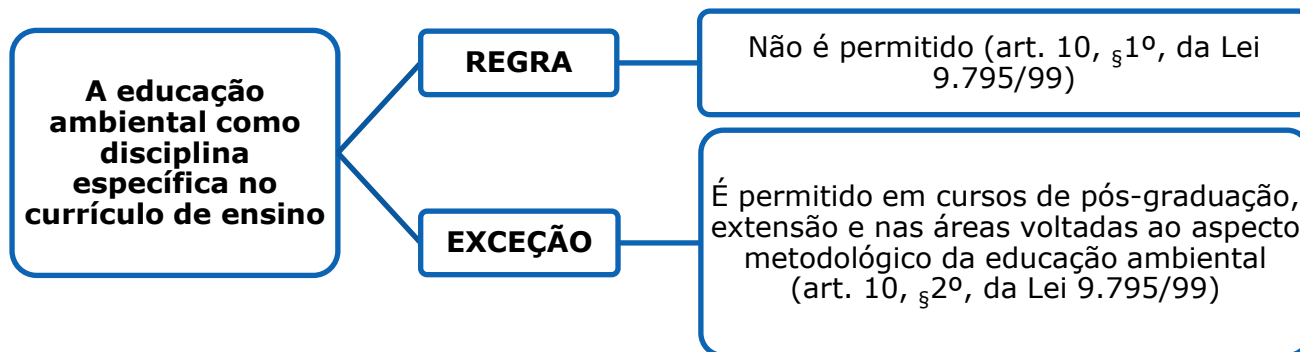 A educação
ambiental como
disciplina
específica no
currículo de ensino
REGRA
Não é permitido (art. 10, §1º, da Lei
9.795/99)
EXCEÇÃO
É permitido em cursos de pós-graduação,
extensão e nas áreas voltadas ao aspecto
metodológico da educação ambiental
(art. 10, §2º, da Lei 9.795/99)